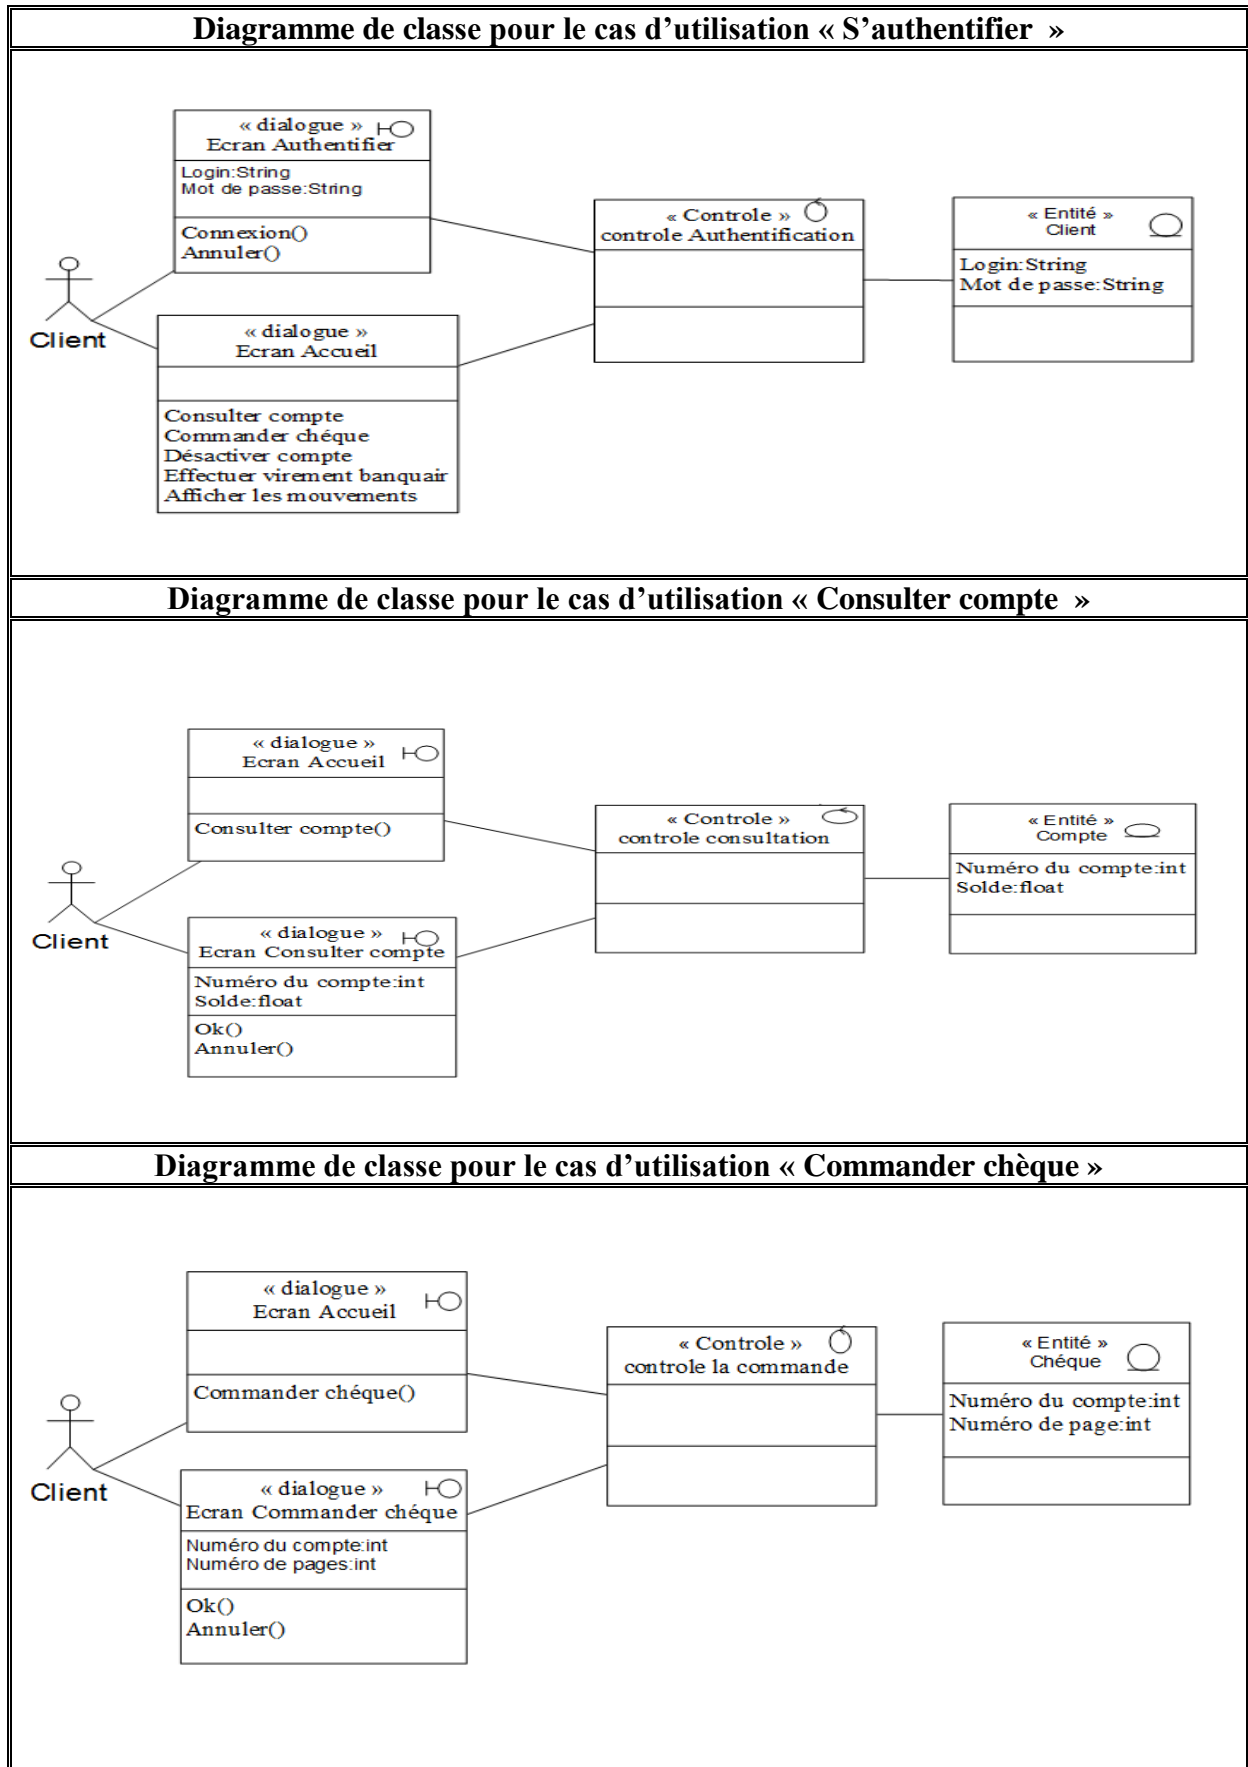 Diagramme de classe pour le cas d’utilisation « S’authentifier  »
« dialogue »
Ecran Authentifier
Login:String
Mot de passe:String
Connexion()
Annuler()
Client
« dialogue »
Ecran Accueil
Consulter compte
Commander chéque
Désactiver compte
Effectuer virement banquair
Afficher les mouvements
« Controle »
controle Authentification
« Entité »
Client
Login:String
Mot de passe:String
Diagramme de classe pour le cas d’utilisation « Consulter compte  »
« dialogue »
Ecran Accueil
Consulter compte()
Client
« dialogue »
Ecran Consulter compte
Numéro du compte:int
Solde:float
Ok()
Annuler()
« Controle »
controle consultation
« Entité »
Compte
Numéro du compte:int
Solde:float
Diagramme de classe pour le cas d’utilisation « Commander chèque »
« dialogue »
Ecran Accueil
Commander chéque()
Client
« dialogue »
Ecran Commander chéque
Numéro du compte:int
Numéro de pages:int
Ok()
Annuler()
« Controle »
controle la commande
« Entité »
Chéque
Numéro du compte:int
Numéro de page:int